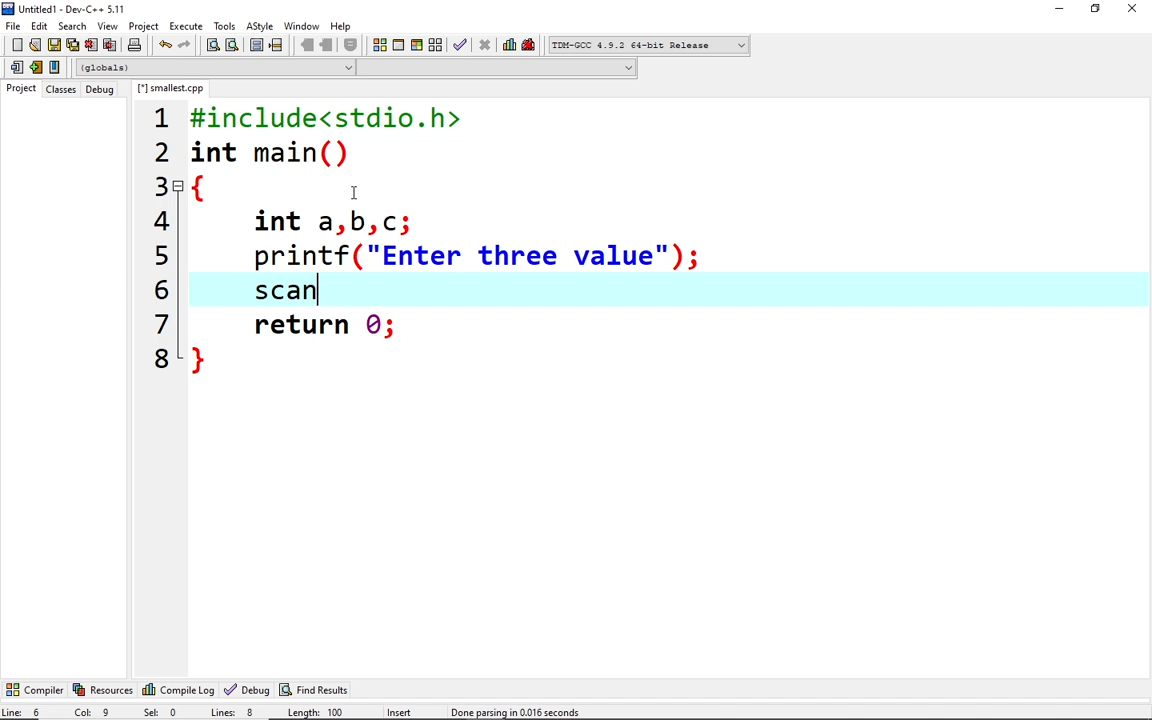 Untitled1 - Dev-C++ 5.11
File Edit Search View Project Execute Tools AStyle Window Help
TDM-GCC 4.9.2 64-bit Release
(globals)
Project Classes Debug [*] smallest.cpp
1 #include<stdio.h>
2 int main()
3 {
4 int a,b,c;
5 printf("Enter three value");
6 scan
7 return 0;
8 }
Compiler Resources Compile Log Debug Find Results
Line: 6 Col: 9 Sel: 0 Lines: 8 Length: 100 Insert Done parsing in 0.016 seconds